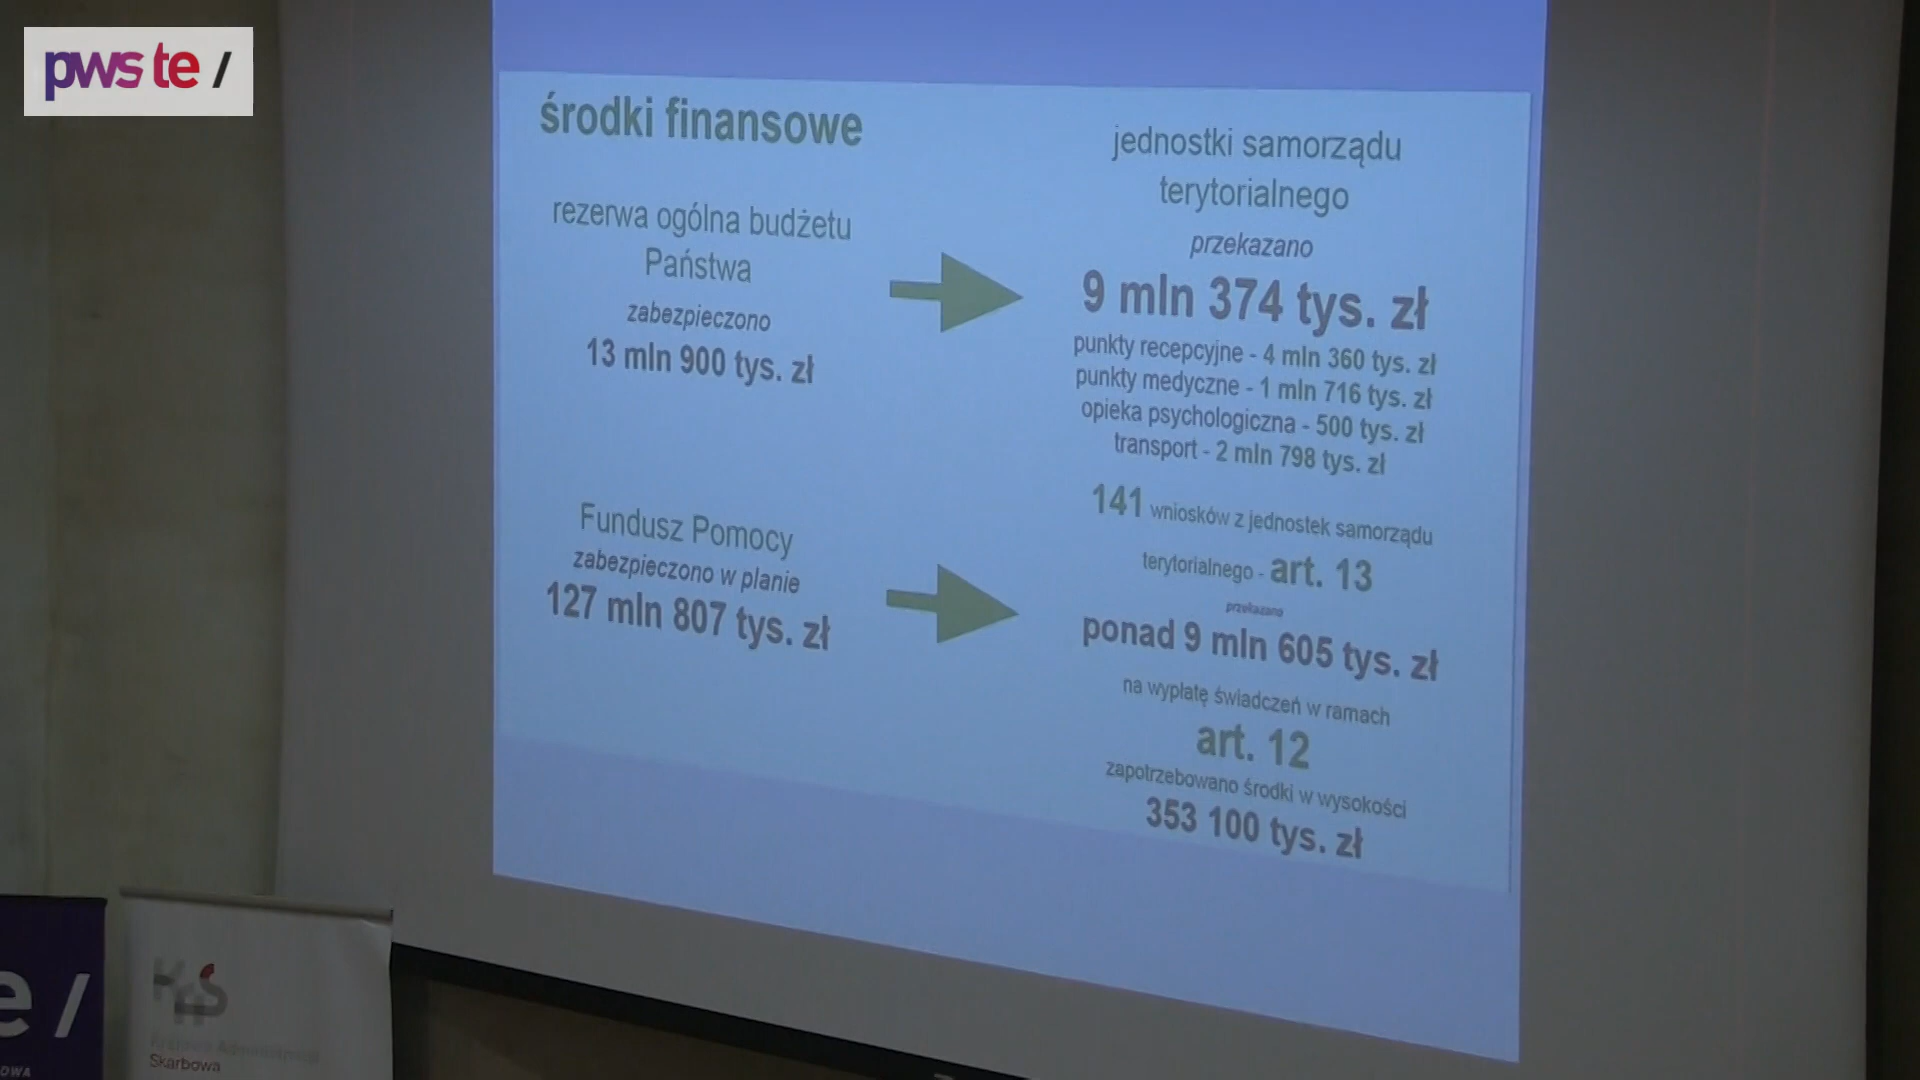 pwste/
środki finansowe
rezerwa ogólna budżetu
Państwa
zabezpieczono
13 mln 900 tys. zł
Fundusz Pomocy
zabezpieczono w planie
127 mln 807 tys. zł
jednostki samorządu
terytorialnego
przekazano
9 mln 374 tys. zł
punkty recepcyjne - 4 mln 360 tys. zł
punkty medyczne - 1 mln 716 tys. zł
opieka psychologiczna - 500 tys. zł
transport - 2 mln 798 tys. zł
141 wniosków z jednostek samorządu
terytorialnego - art. 13
przekazano
ponad 9 mln 605 tys. zł
na wypłatę świadczeń w ramach
art. 12
zapotrzebowano środki w wysokości
353 100 tys. zł
e /
OWA
KAS
Krajowa Administracja
Skarbowa